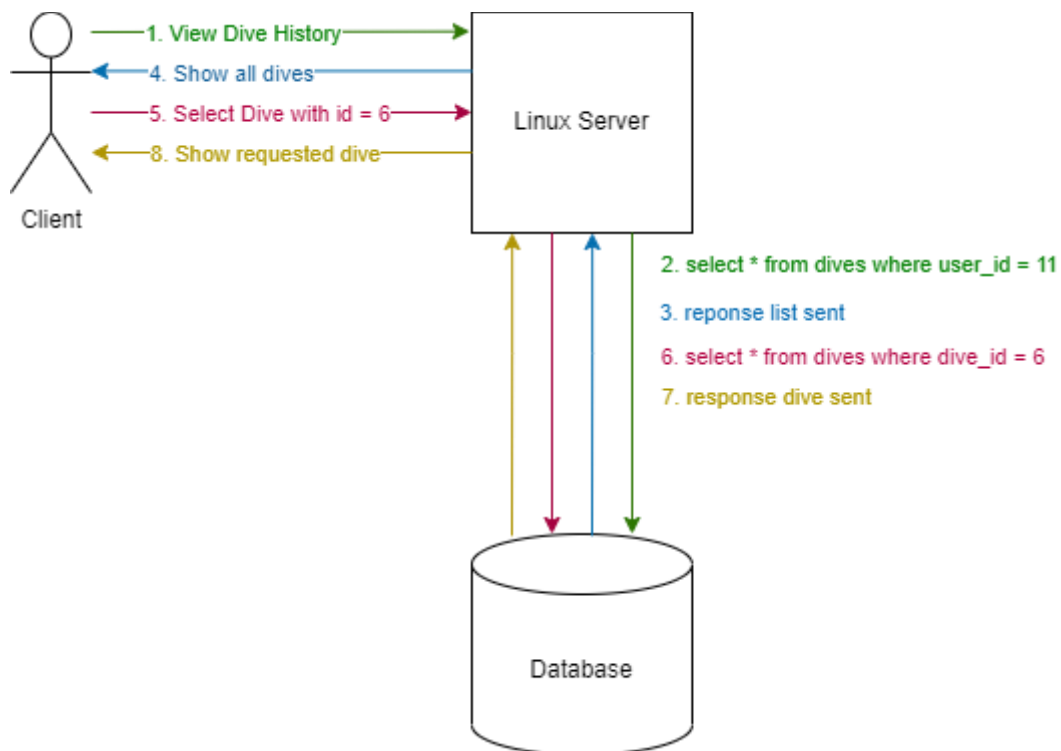 1. View Dive History
4. Show all dives
5. Select Dive with id = 6
8. Show requested dive
Client
Linux Server
2. select * from dives where user_id = 11
3. reponse list sent
6. select * from dives where dive_id = 6
7. response dive sent
Database